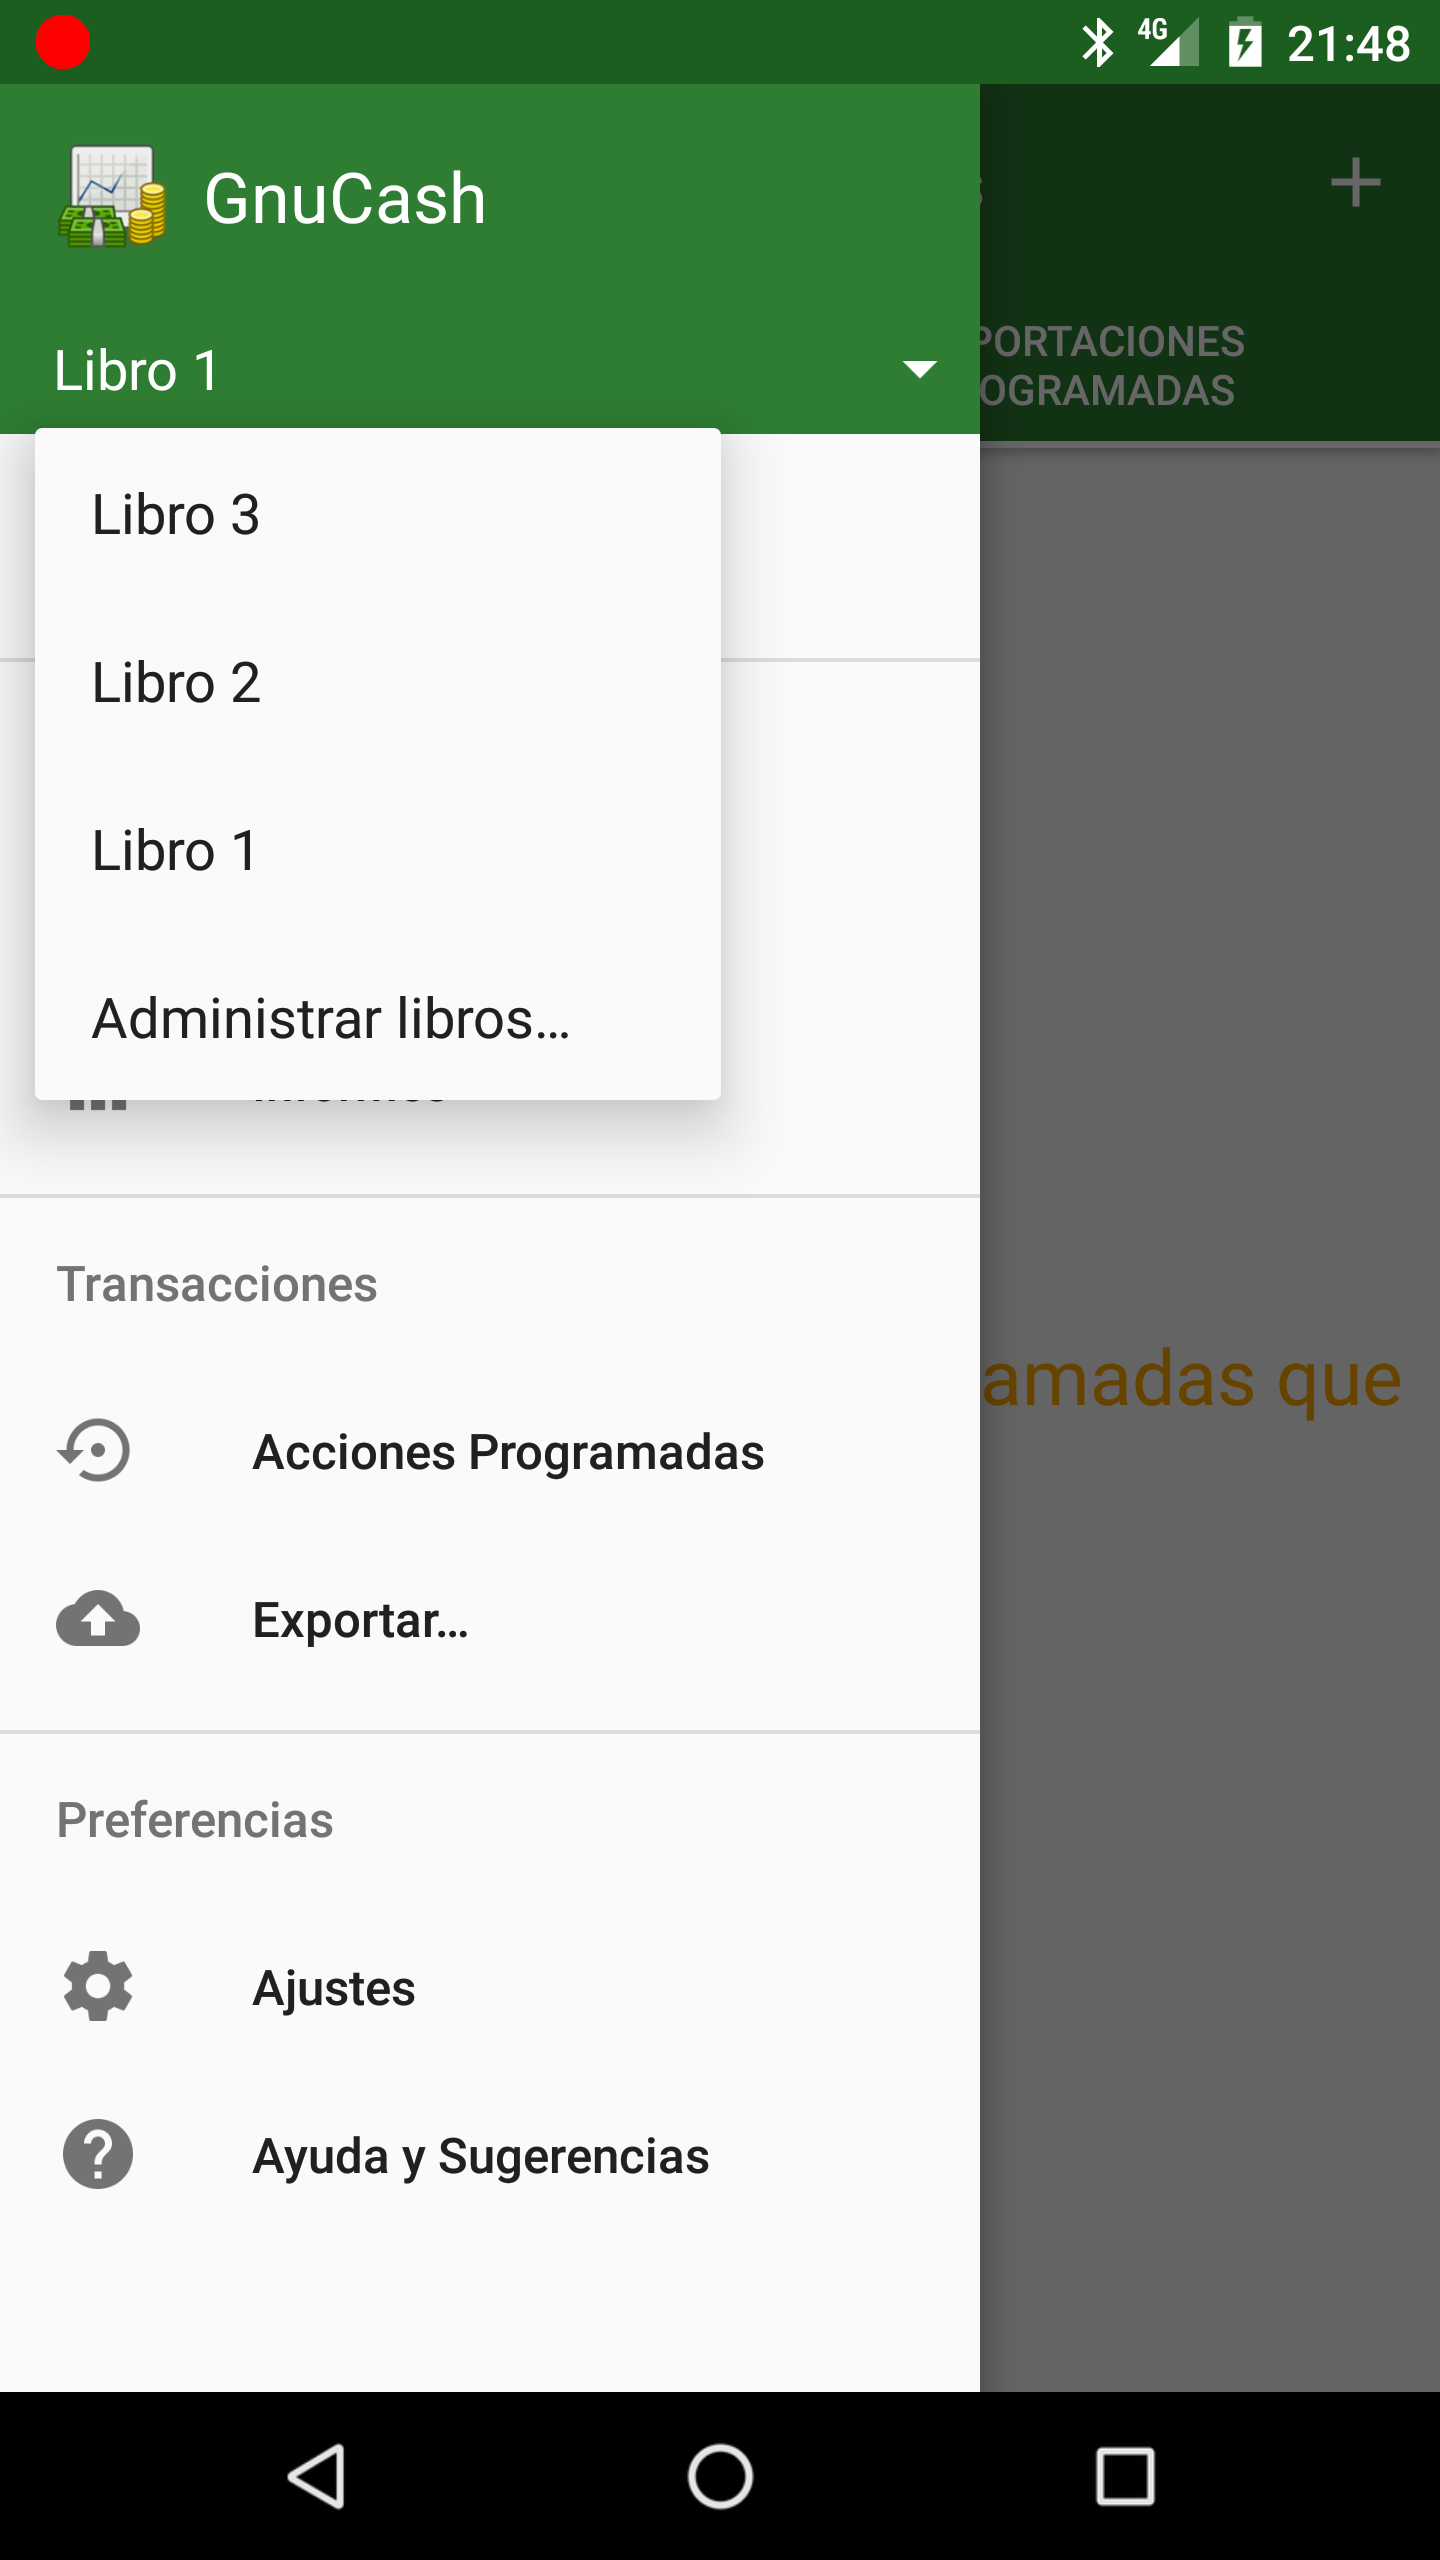 4G
21:48
GnuCash
Libro 1
PORTACIONES
OGRAMADAS
Libro 3
Libro 2
Libro 1
Administrar libros...
Transacciones
amadas que
Acciones Programadas
Exportar...
Preferencias
Ajustes
Ayuda y Sugerencias